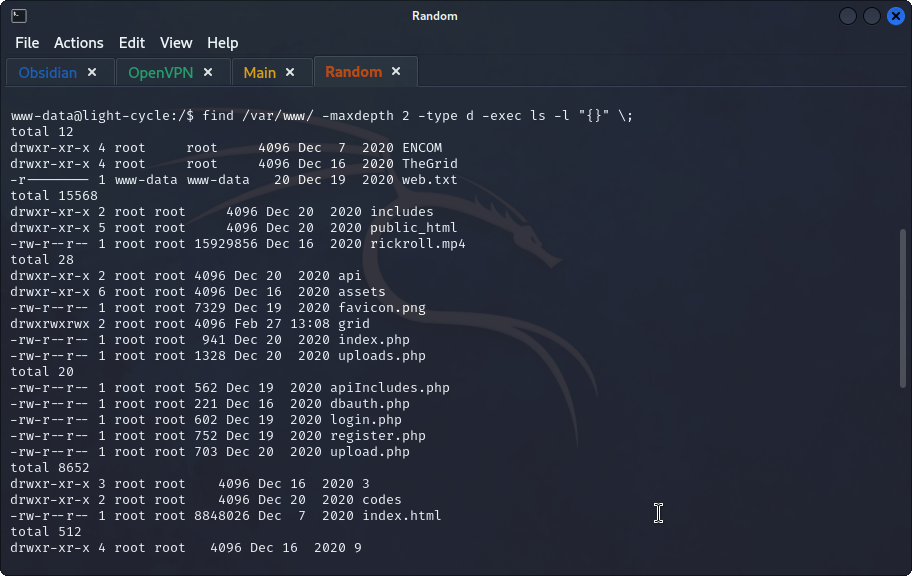 Random
File Actions Edit View Help
Obsidian OpenVPN Main Random
www-data@light-cycle:/$ find /var/www/ -maxdepth 2 -type d -exec ls -l "{}" \;
total 12
drwxr-xr-x 4 root     root     4096 Dec  7  2020 ENCOM
drwxr-xr-x 4 root     root     4096 Dec 16  2020 TheGrid
-r-------- 1 www-data www-data   20 Dec 19  2020 web.txt
total 15568
drwxr-xr-x 2 root root     4096 Dec 20  2020 includes
drwxr-xr-x 5 root root     4096 Dec 20  2020 public_html
-rw-r--r-- 1 root root 15929856 Dec 16  2020 rickroll.mp4
total 28
drwxr-xr-x 2 root root 4096 Dec 20  2020 api
drwxr-xr-x 6 root root 4096 Dec 16  2020 assets
-rw-r--r-- 1 root root 7329 Dec 19  2020 favicon.png
drwxrwxrwx 2 root root 4096 Feb 27 13:08 grid
-rw-r--r-- 1 root root  941 Dec 20  2020 index.php
-rw-r--r-- 1 root root 1328 Dec 20  2020 uploads.php
total 20
-rw-r--r-- 1 root root 562 Dec 19  2020 apiIncludes.php
-rw-r--r-- 1 root root 221 Dec 16  2020 dbauth.php
-rw-r--r-- 1 root root 602 Dec 19  2020 login.php
-rw-r--r-- 1 root root 752 Dec 19  2020 register.php
-rw-r--r-- 1 root root 703 Dec 20  2020 upload.php
total 8652
drwxr-xr-x 3 root root    4096 Dec 16  2020 3
drwxr-xr-x 2 root root    4096 Dec 20  2020 codes
-rw-r--r-- 1 root root 8848026 Dec  7  2020 index.html
total 512
drwxr-xr-x 4 root root   4096 Dec 16  2020 9